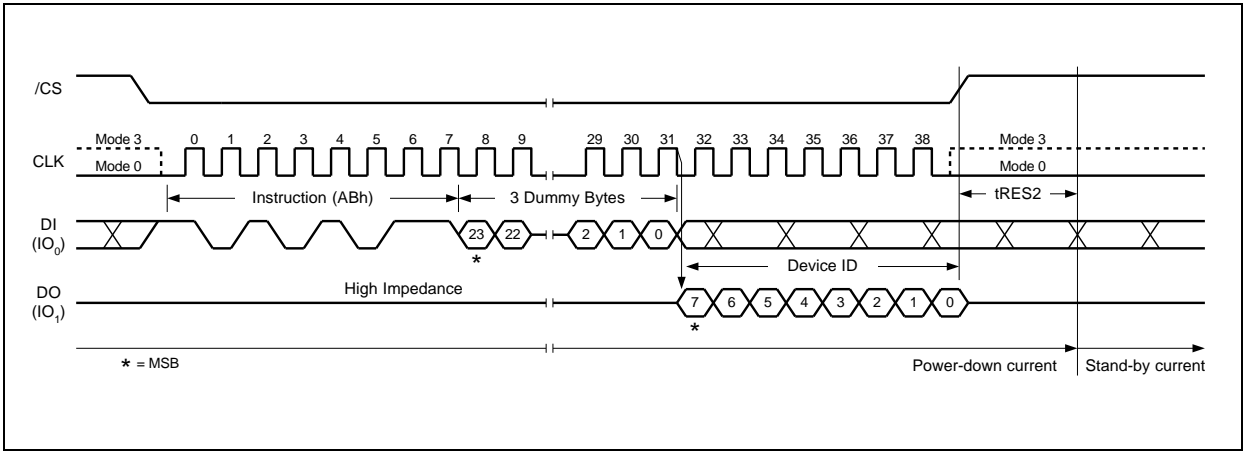 /CS
Mode 3 0 1 2 3 4 5 6 7 8 9 29 30 31 32 33 34 35 36 37 38 Mode 3
CLK
Mode 0 Mode 0
Instruction (ABh) 3 Dummy Bytes tRES2
DI
(IO0)
23 22 2 1 0
*
Device ID
High Impedance
DO
(IO1)
7 6 5 4 3 2 1 0
*
* = MSB
Power-down current Stand-by current